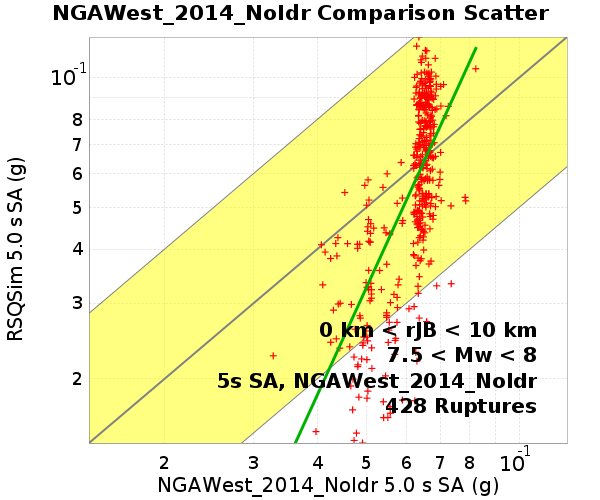 NGAWest_2014_NoIdr Comparison Scatter
RSQSim 5.0 s SA (g)
10⁻¹
8
7
6
5
4
3
2
0 km < rJB < 10 km
7.5 < Mw < 8
5s SA, NGAWest_2014_NoIdr
428 Ruptures
2 3 4 5 6 7 8 10⁻¹
NGAWest_2014_NoIdr 5.0 s SA (g)